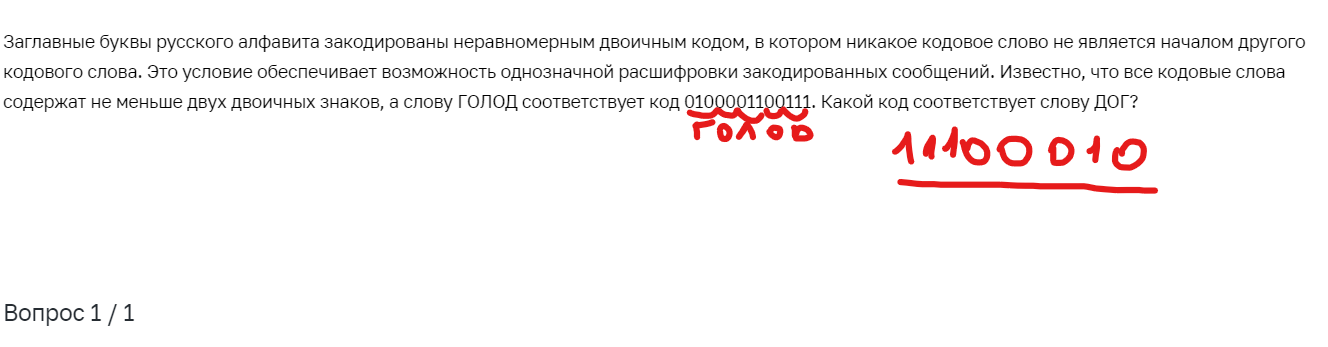 Заглавные буквы русского алфавита закодированы неравномерным двоичным кодом, в котором никакое кодовое слово не является началом другого
кодового слова. Это условие обеспечивает возможность однозначной расшифровки закодированных сообщений. Известно, что все кодовые слова
содержат не меньше двух двоичных знаков, а слову ГОЛОД соответствует код 0100001100111. Какой код соответствует слову ДОГ?
ГОЛОD
11100010
Вопрос 1 / 1